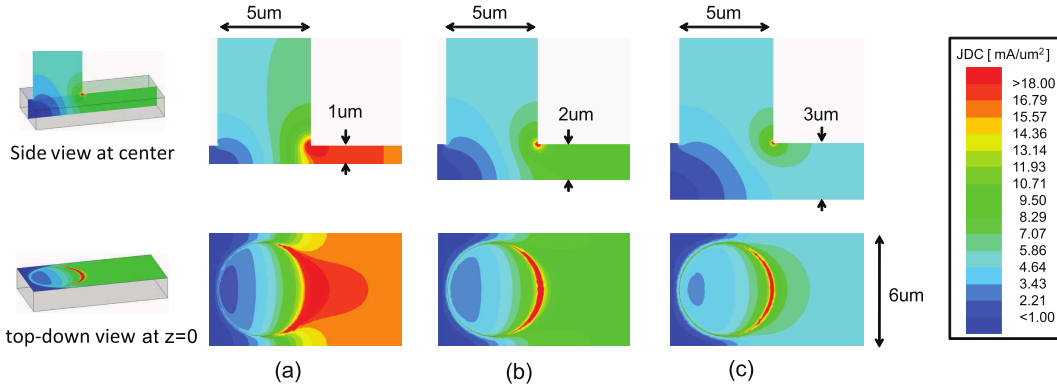 5um
5um
5um
1um
2um
3um
Side view at center
top-down view at z=0
6um
(a)
(b)
(c)
JDC [ mA/um²]
>18.00
16.79
15.57
14.36
13.14
11.93
10.71
9.50
8.29
7.07
5.86
4.64
3.43
2.21
<1.00